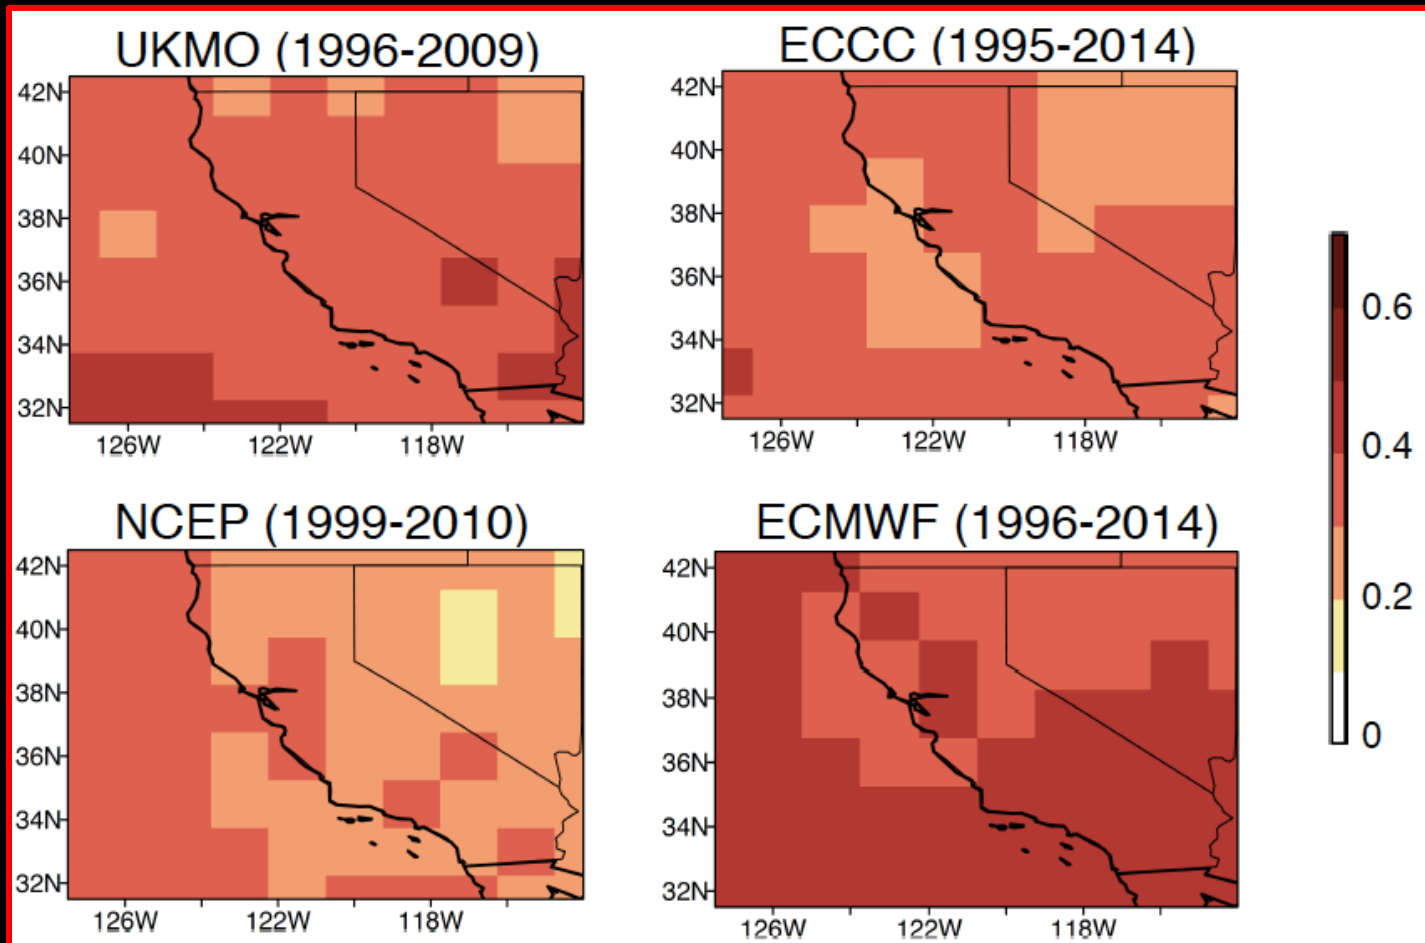 UKMO (1996-2009)
42N
40N
38N
36N
34N
32N
126W 122W 118W
ECCC (1995-2014)
42N
40N
38N
36N
34N
32N
126W 122W 118W
NCEP (1999-2010)
42N
40N
38N
36N
34N
32N
126W 122W 118W
ECMWF (1996-2014)
42N
40N
38N
36N
34N
32N
126W 122W 118W
0.6
0.4
0.2
0